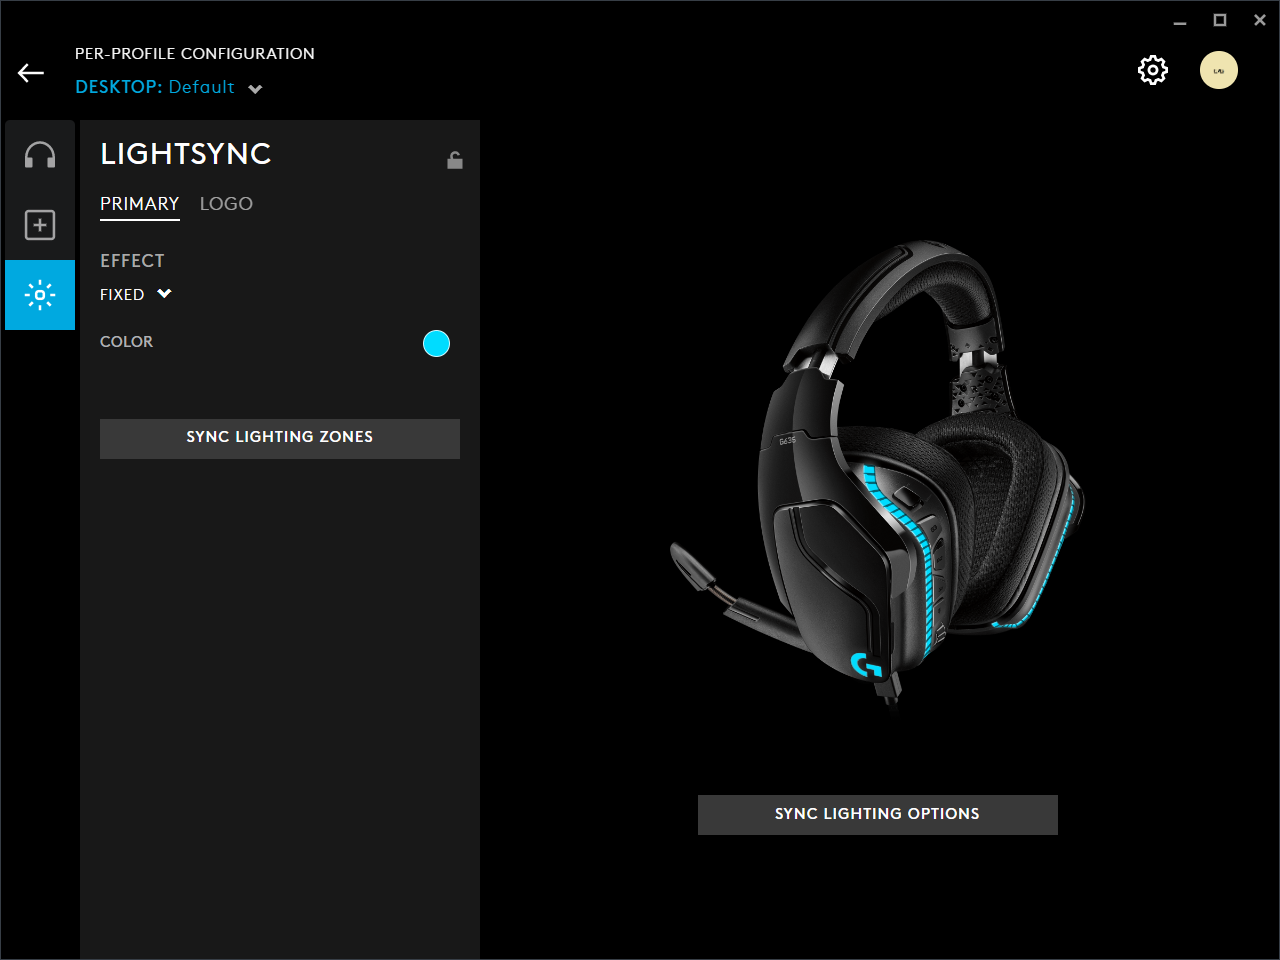 PER-PROFILE CONFIGURATION
DESKTOP: Default
LIGHTSYNC
PRIMARY LOGO
EFFECT
FIXED
COLOR
SYNC LIGHTING ZONES
G635
SYNC LIGHTING OPTIONS